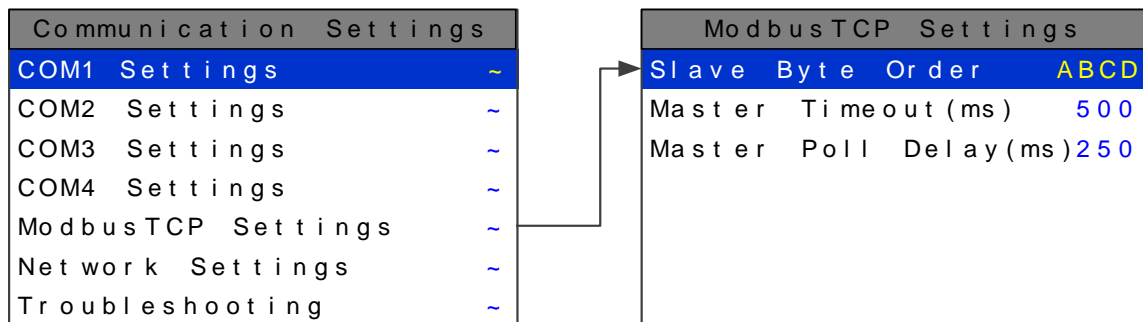 Communication Settings
COM1 Settings ~
COM2 Settings ~
COM3 Settings ~
COM4 Settings ~
ModbusTCP Settings ~
Network Settings ~
Troubleshooting ~
ModbusTCP Settings
Slave Byte Order ABCD
Master Timeout(ms) 500
Master Poll Delay(ms)250